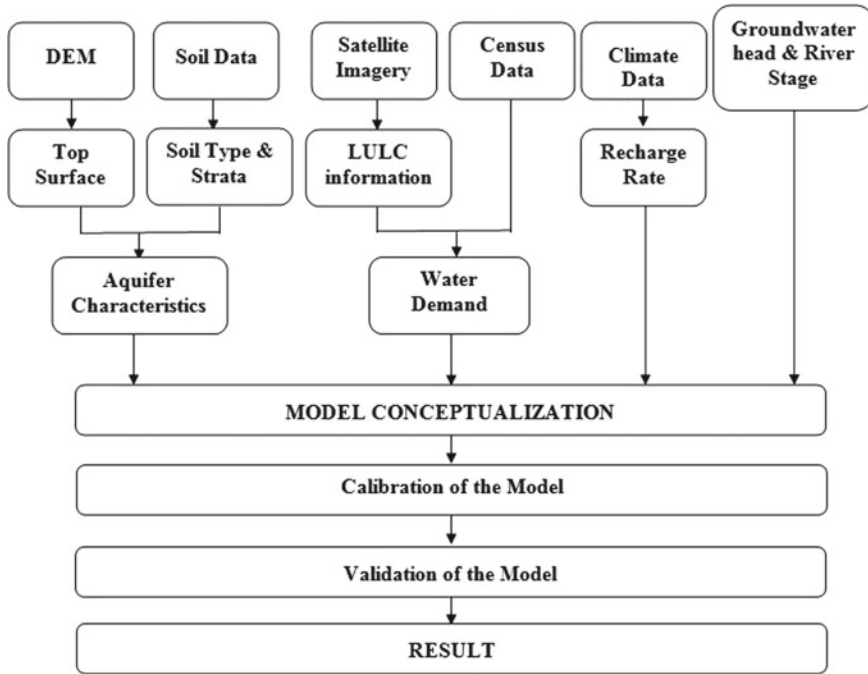 DEM
Soil Data
Satellite
Imagery
Census
Data
Climate
Data
Groundwater
head & River
Stage
Top
Surface
Soil Type &
Strata
LULC
information
Recharge
Rate
Aquifer
Characteristics
Water
Demand
MODEL CONCEPTUALIZATION
Calibration of the Model
Validation of the Model
RESULT